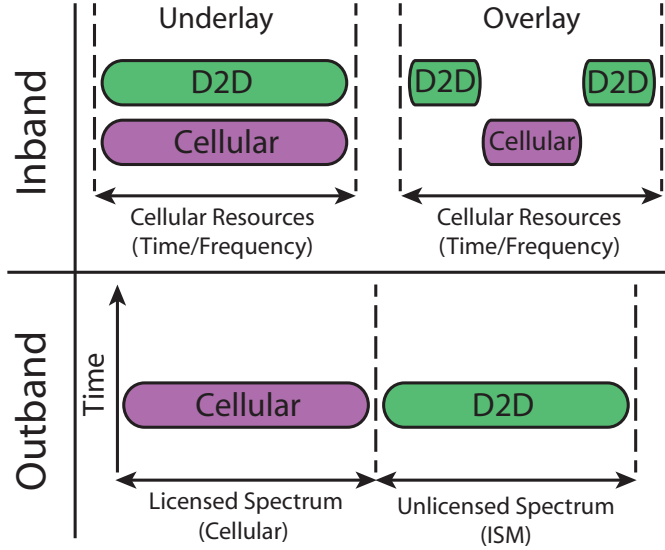 Inband
Underlay
D2D
Cellular
Cellular Resources
(Time/Frequency)
Overlay
D2D
D2D
Cellular
Cellular Resources
(Time/Frequency)
Outband
Time
Cellular
D2D
Licensed Spectrum
(Cellular)
Unlicensed Spectrum
(ISM)